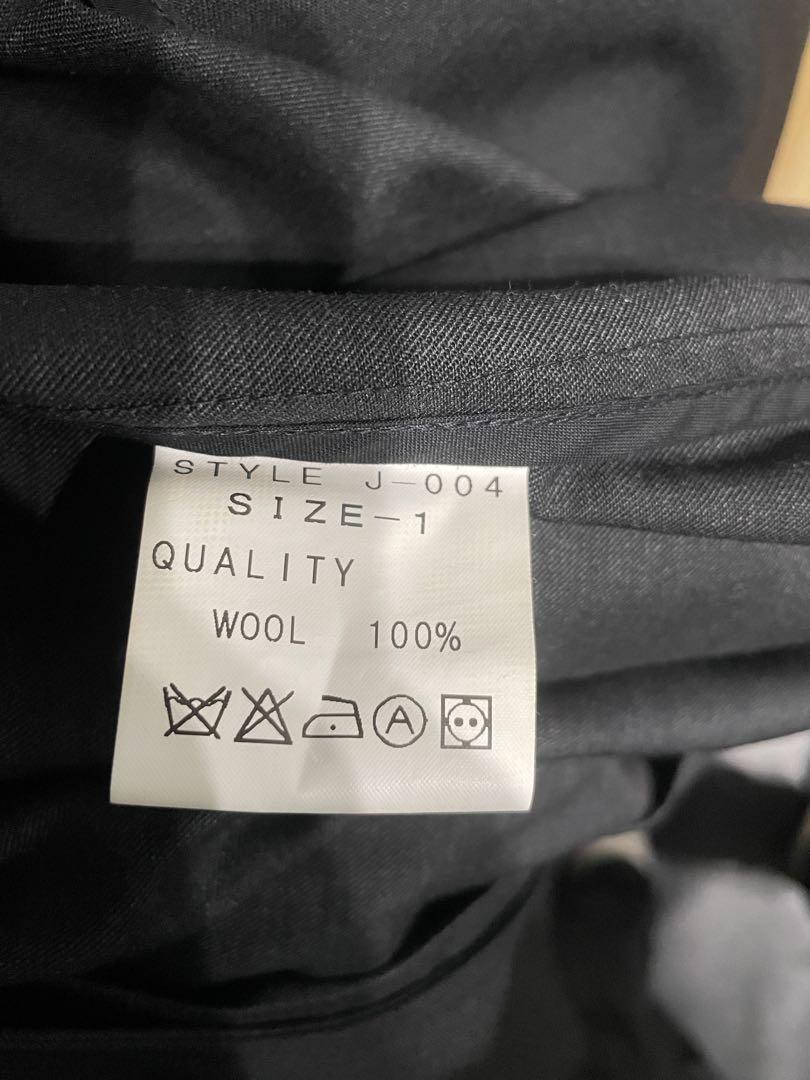 STYLE J-004
SIZE-1
QUALITY
WOOL 100%
A